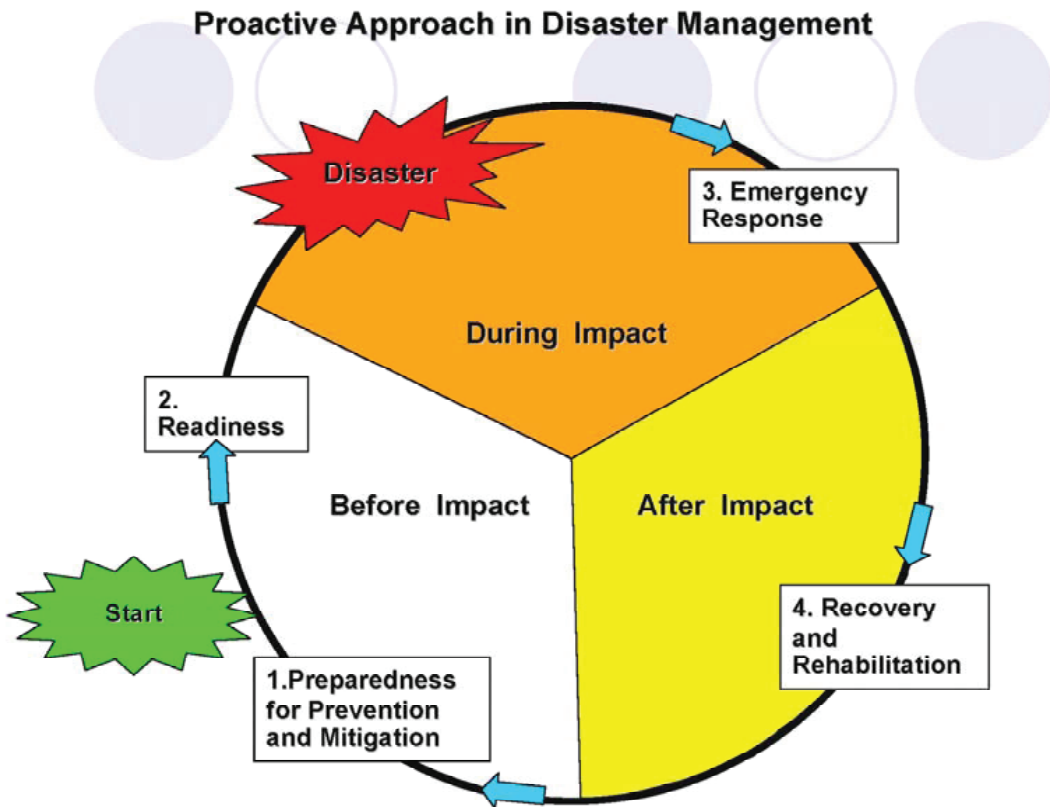 Proactive Approach in Disaster Management
Disaster
3. Emergency
Response
During Impact
2.
Readiness
Before Impact
After Impact
Start
4. Recovery
and
Rehabilitation
1.Preparedness
for Prevention
and Mitigation